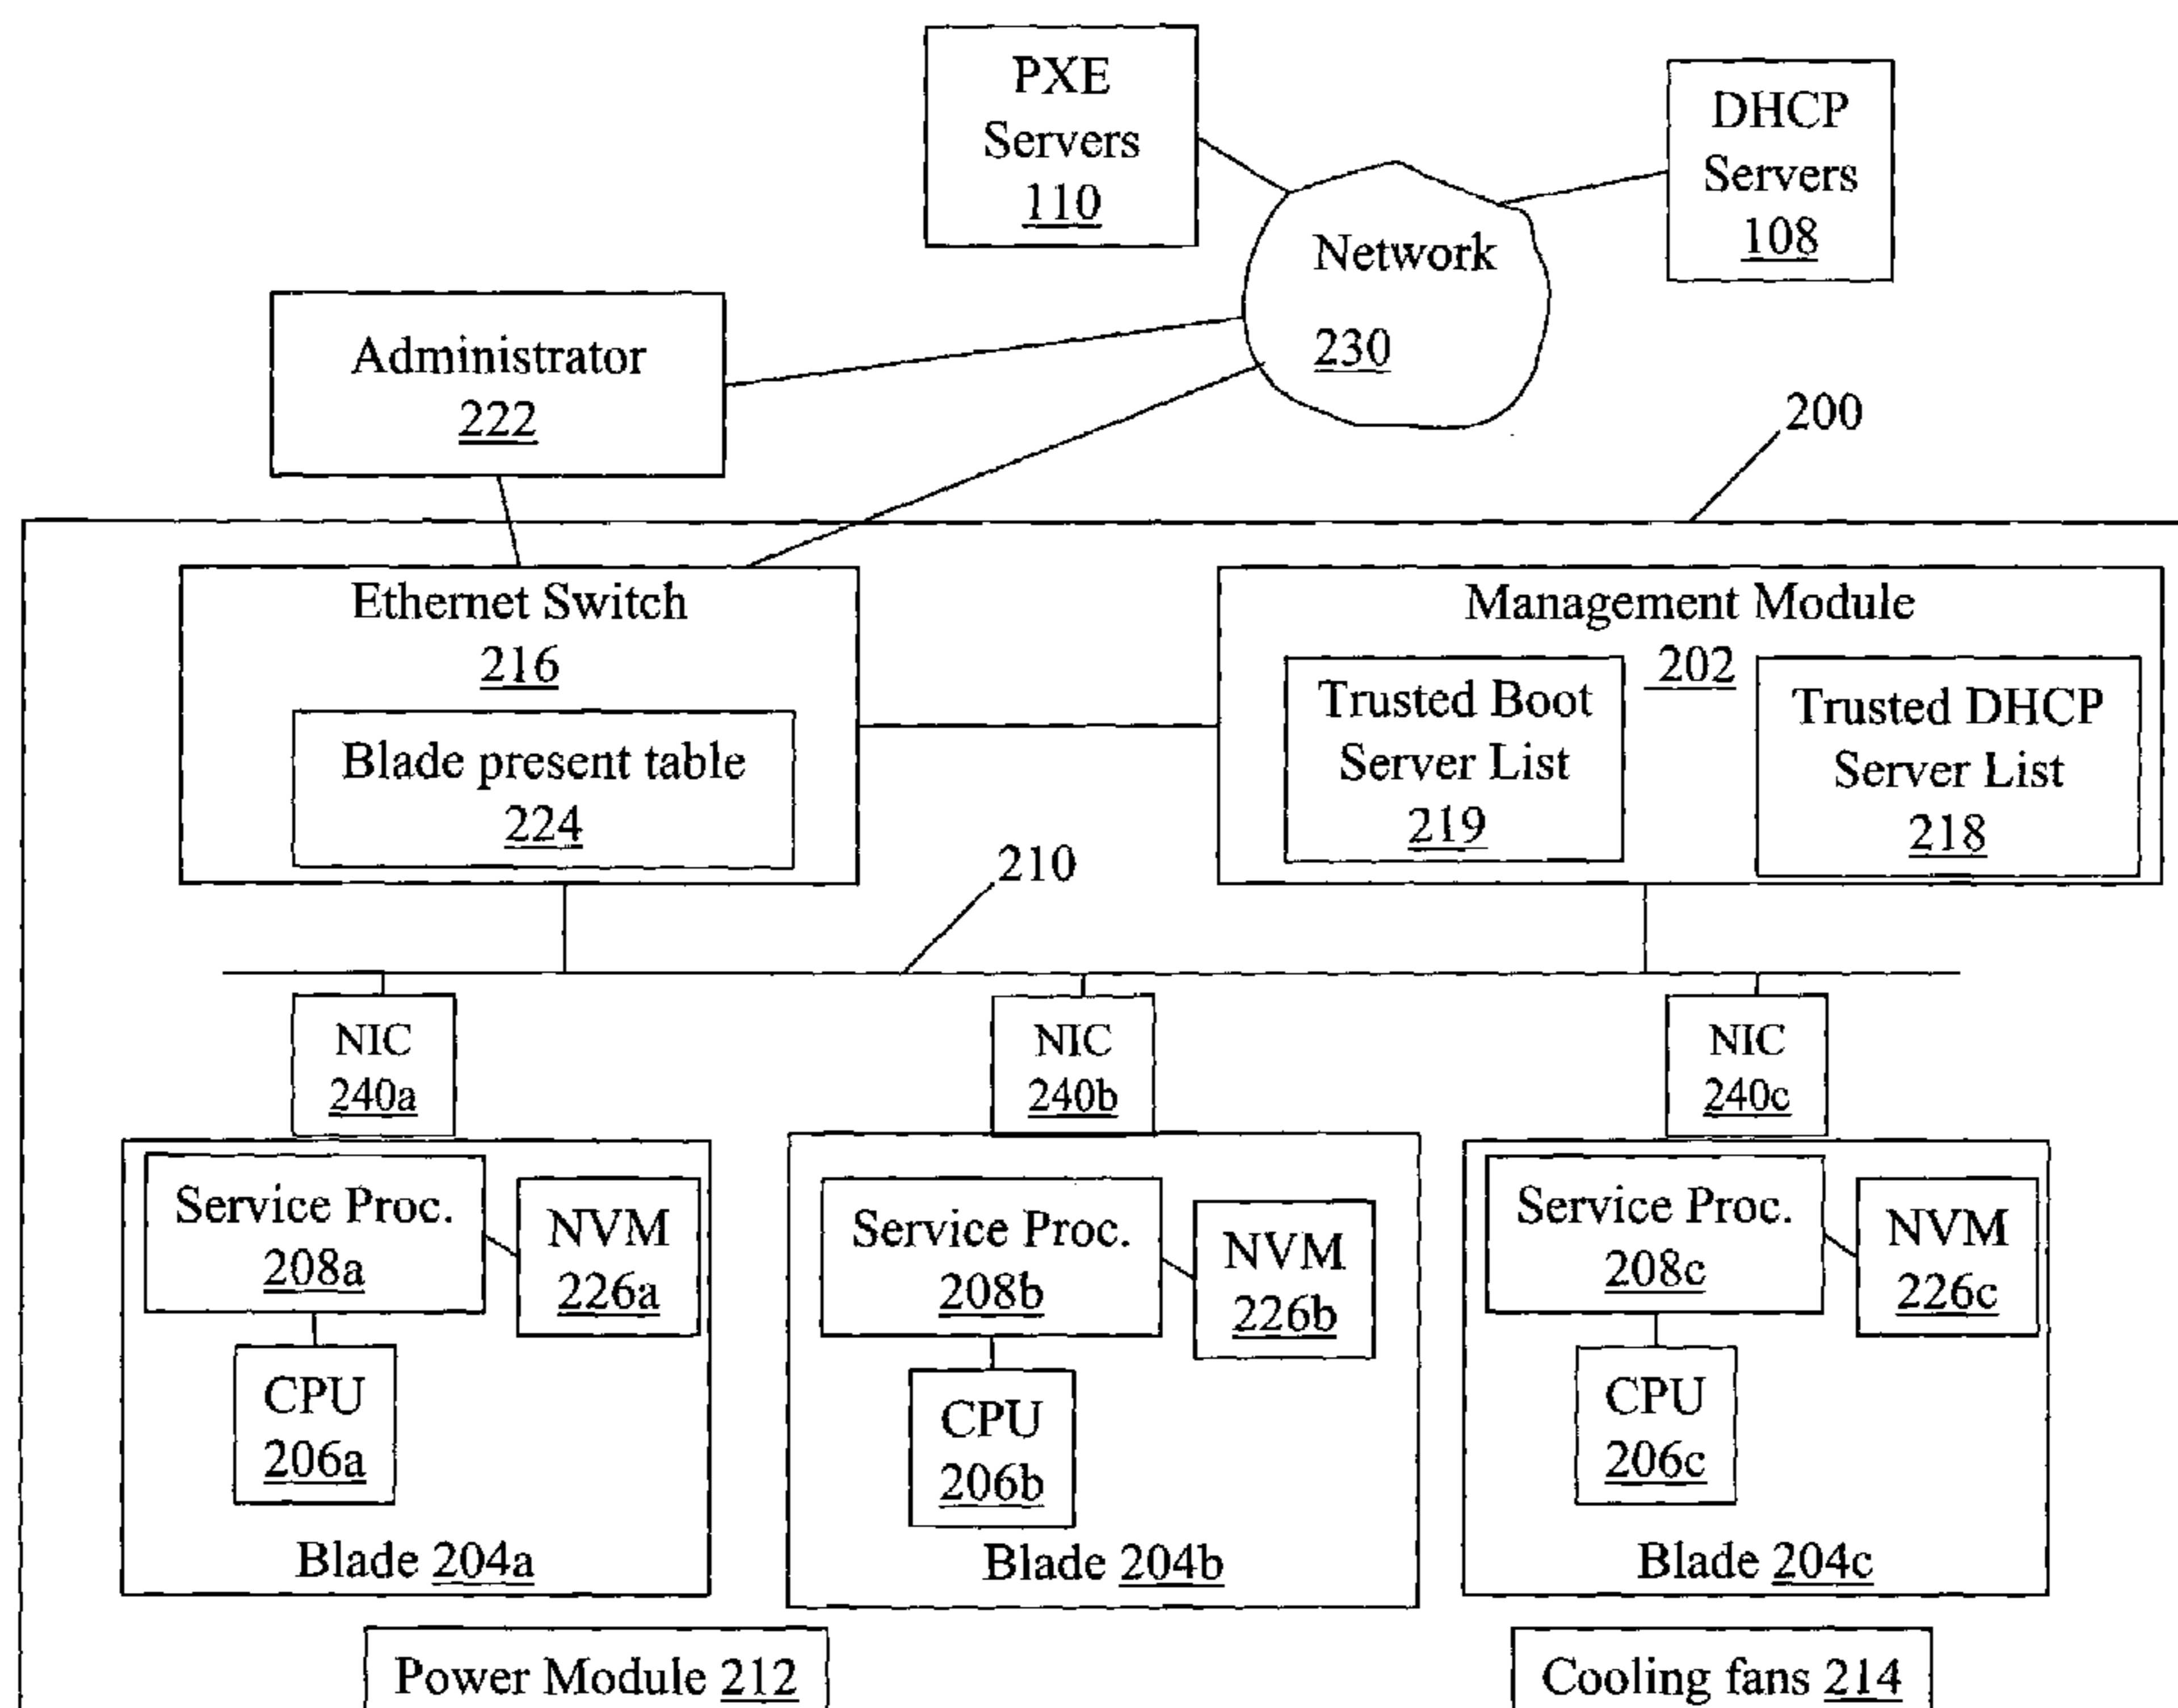 PXE
Servers
110
DHCP
Servers
108
Network
230
Administrator
222
200
Ethernet Switch
216
Blade present table
224
Management Module
202
Trusted Boot
Server List
219
Trusted DHCP
Server List
218
210
NIC
240a
NIC
240b
NIC
240c
Service Proc.
208a
NVM
226a
CPU
206a
Blade 204a
Service Proc.
208b
NVM
226b
CPU
206b
Blade 204b
Service Proc.
208c
NVM
226c
CPU
206c
Blade 204c
Power Module 212
Cooling fans 214